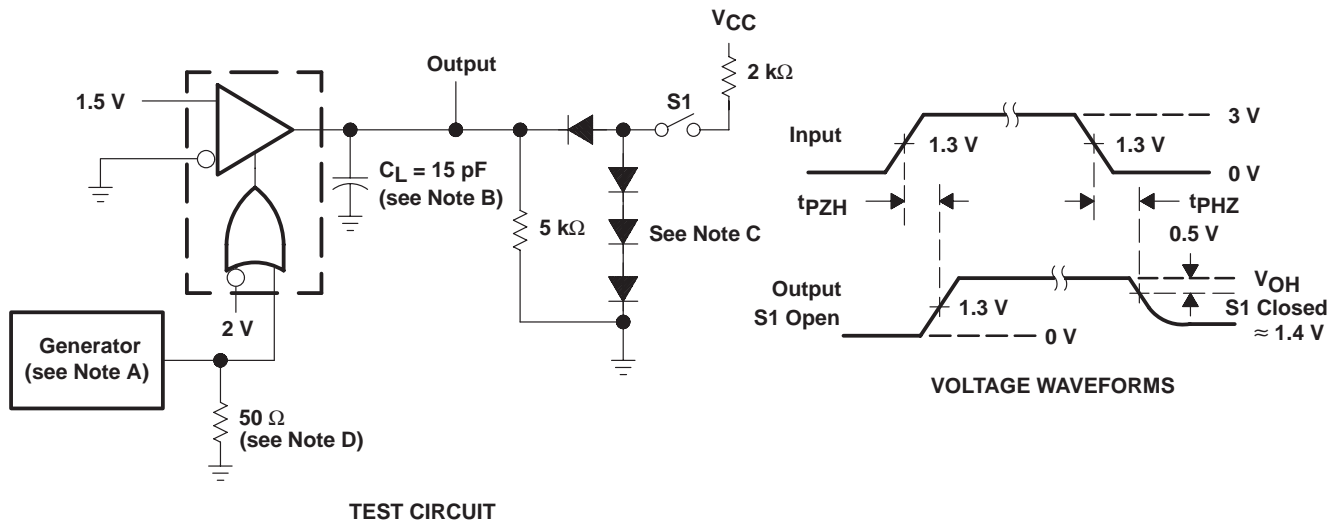 VCC
2 kΩ
Output
S1
1.5 V
CL = 15 pF
(see Note B)
5 kΩ
See Note C
2 V
Generator
(see Note A)
50 Ω
(see Note D)
TEST CIRCUIT
Input
3 V
1.3 V
1.3 V
0 V
tPZH
tPHZ
0.5 V
Output
S1 Open
1.3 V
0 V
VOH
S1 Closed
≈ 1.4 V
VOLTAGE WAVEFORMS